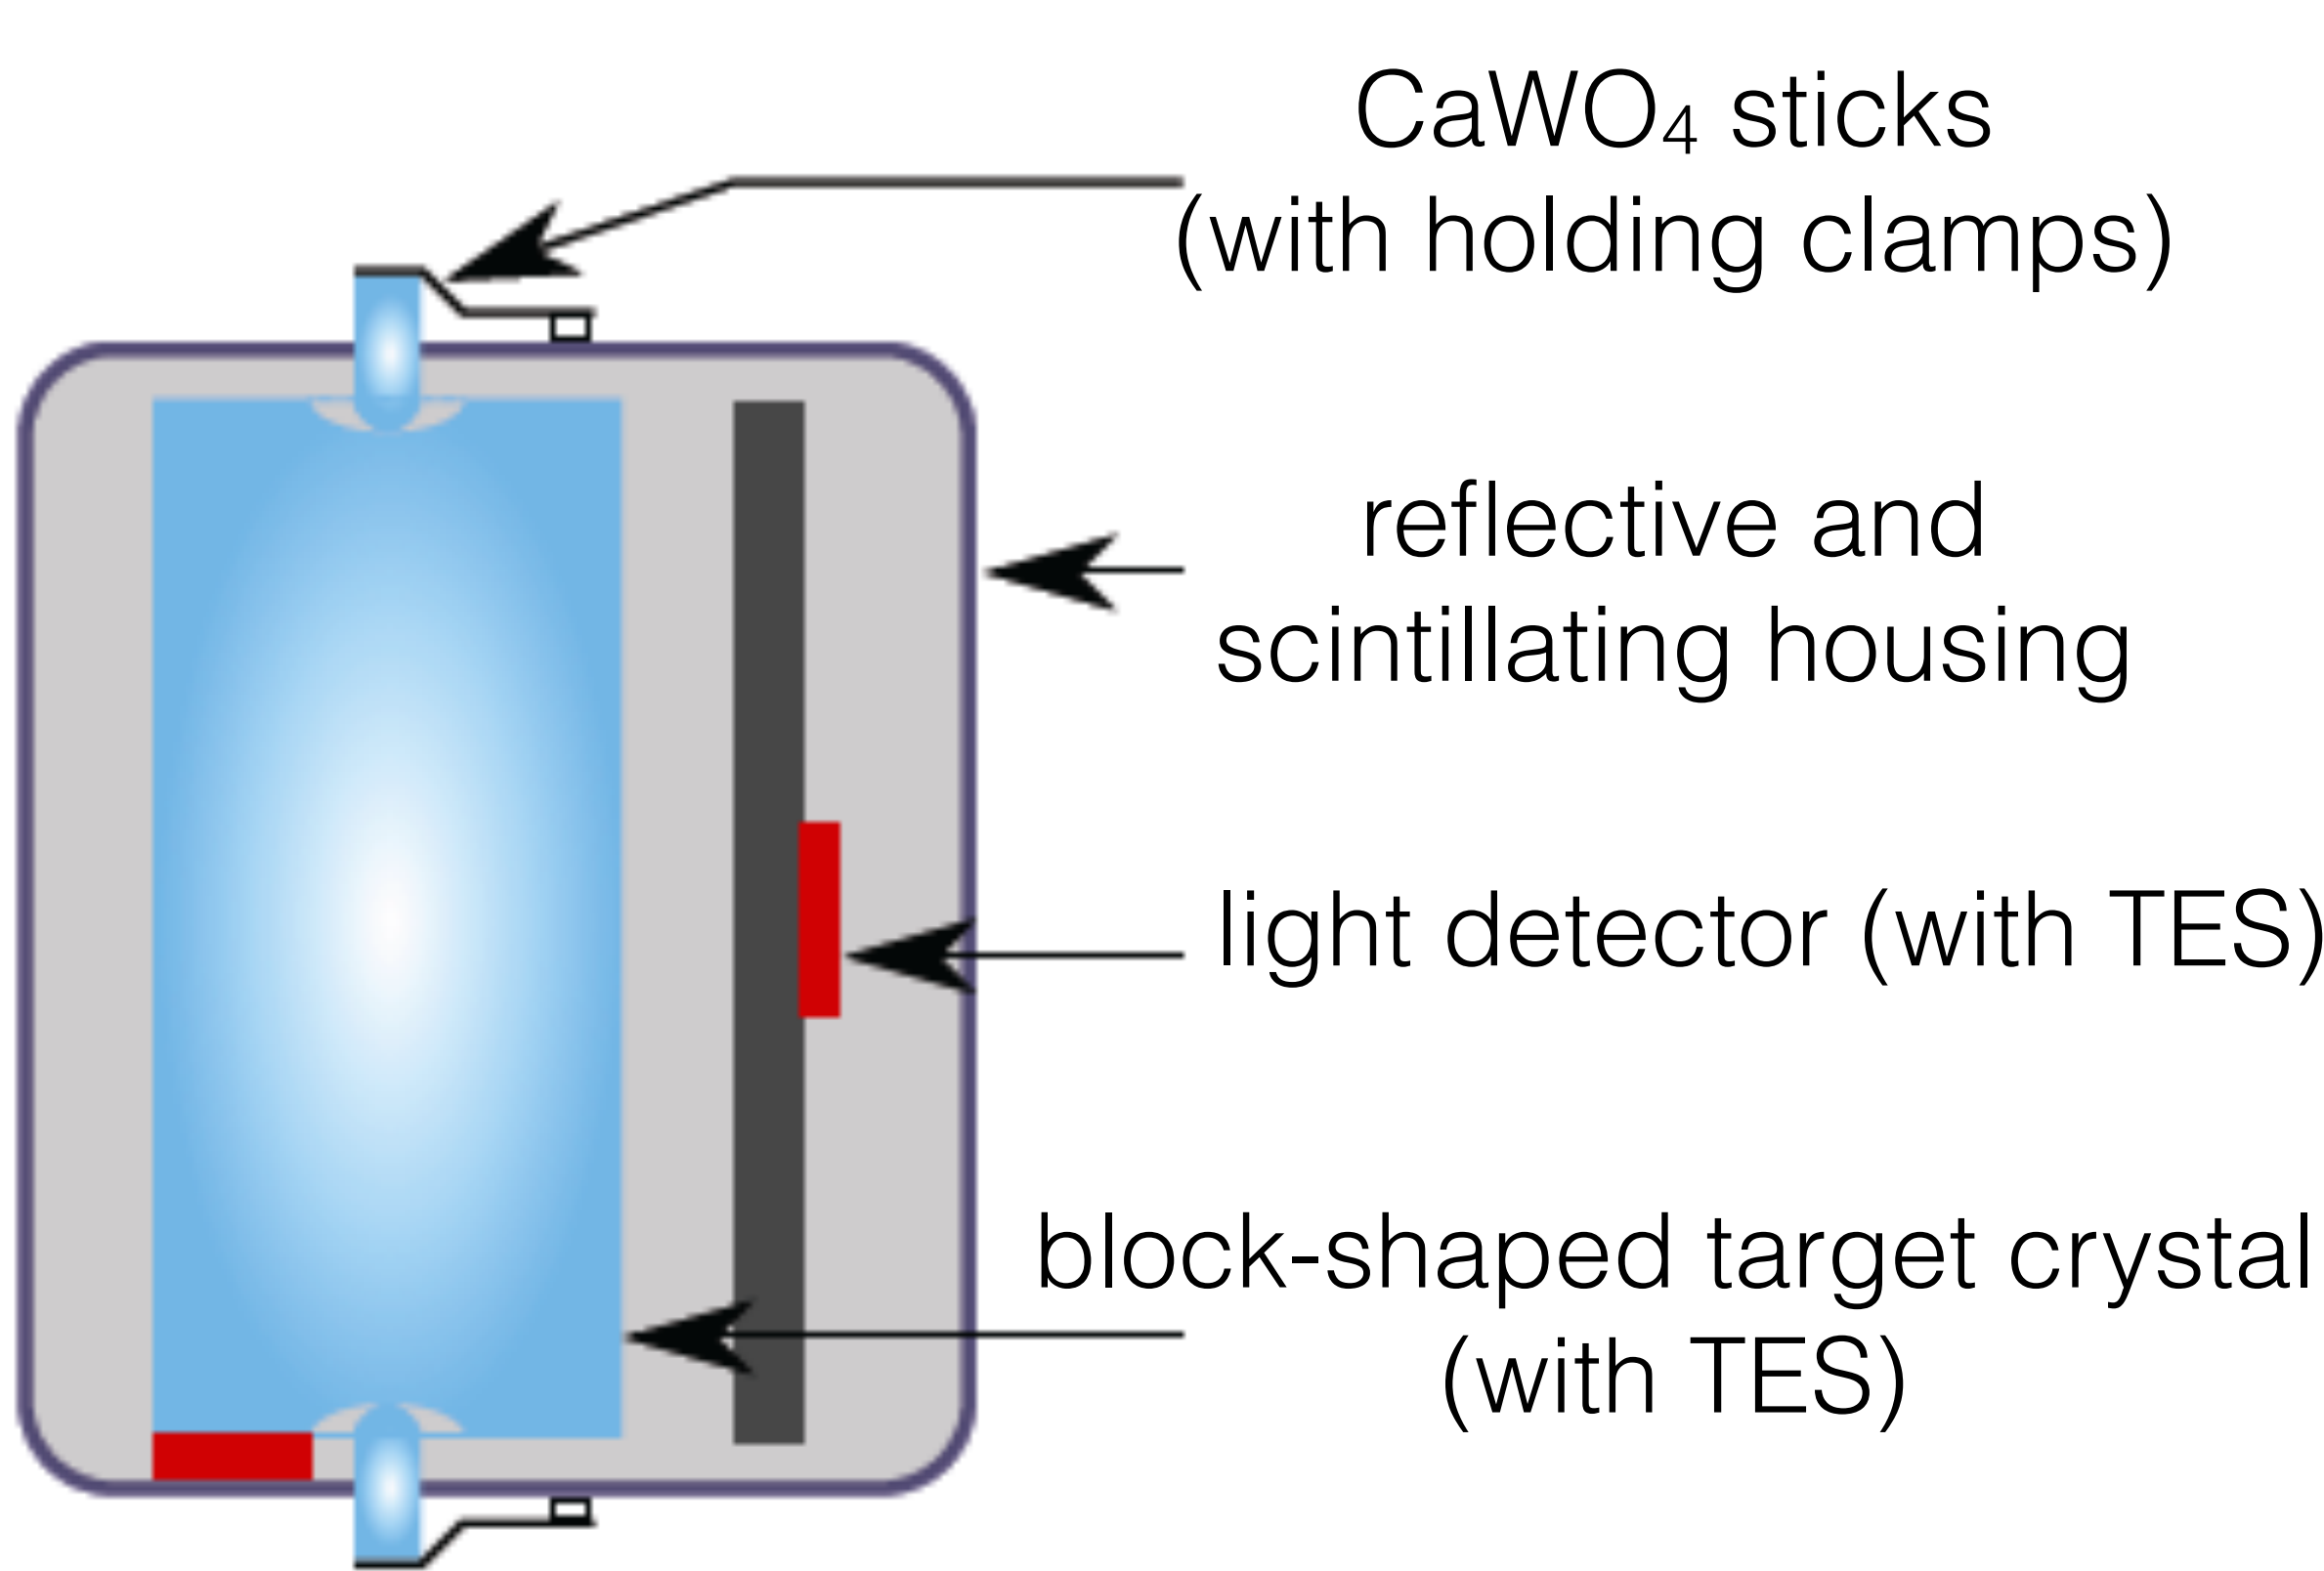 CaWO₄ sticks
(with holding clamps)
reflective and
scintillating housing
light detector (with TES)
block-shaped target crystal
(with TES)